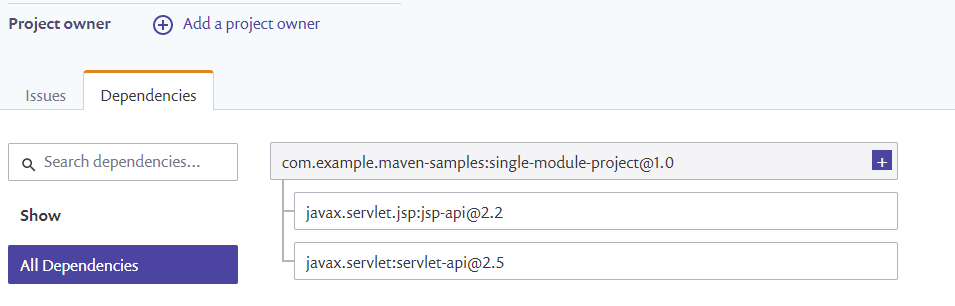 Project owner
Add a project owner
Issues
Dependencies
Search dependencies...
Show
All Dependencies
com.example.maven-samples:single-module-project@1.0
javax.servlet.jsp:jsp-api@2.2
javax.servlet:servlet-api@2.5